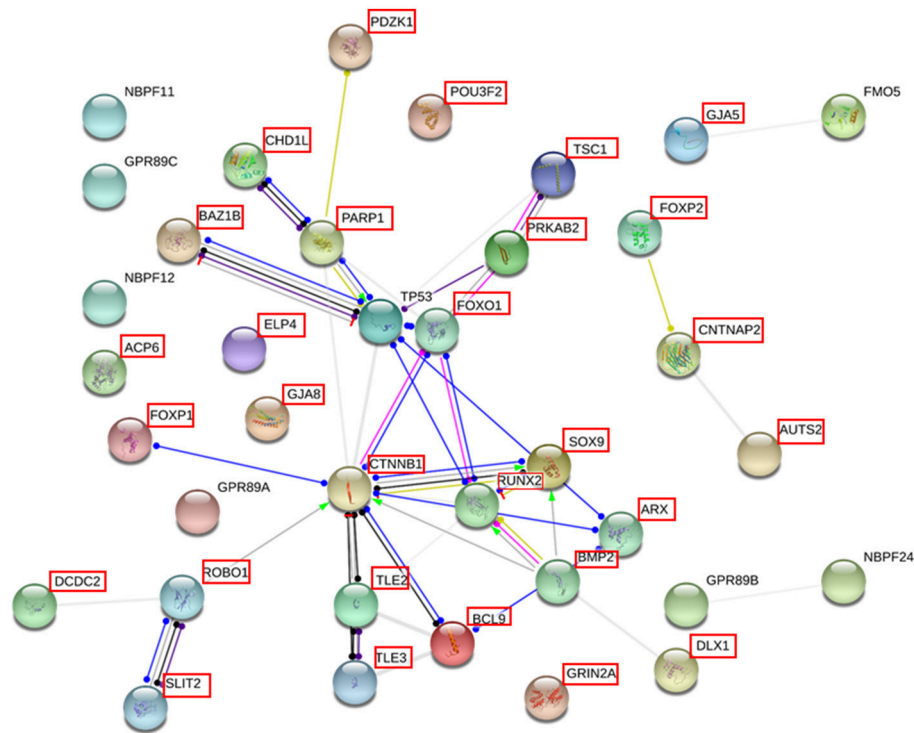 PDZK1
NBPF11
POU3F2
FMO5
GJA5
CHD1L
TSC1
GPR89C
BAZ1B
PARP1
FOXP2
PRKAB2
NBPF12
TP53
FOXO1
ELP4
CNTNAP2
ACP6
GJA8
FOXP1
AUTS2
SOX9
CTNNB1
RUNX2
GPR89A
ARX
BMP2
NBPF24
ROBO1
DCDC2
TLE2
GPR89B
BCL9
DLX1
TLE3
SLIT2
GRIN2A